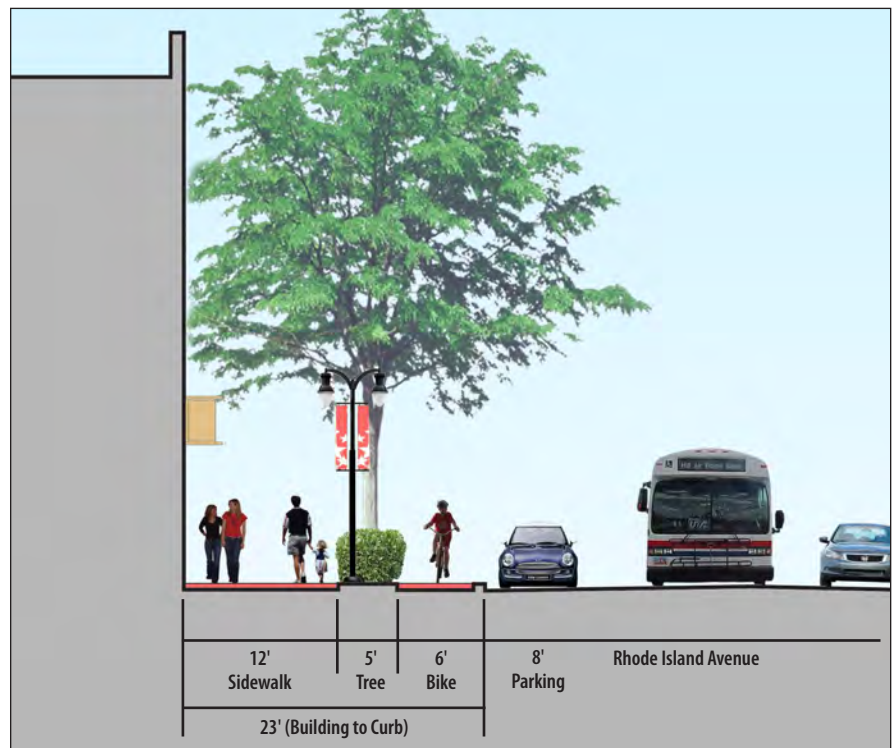 12' 5' 6' 8' Rhode Island Avenue
Sidewalk Tree Bike Parking
23' (Building to Curb)